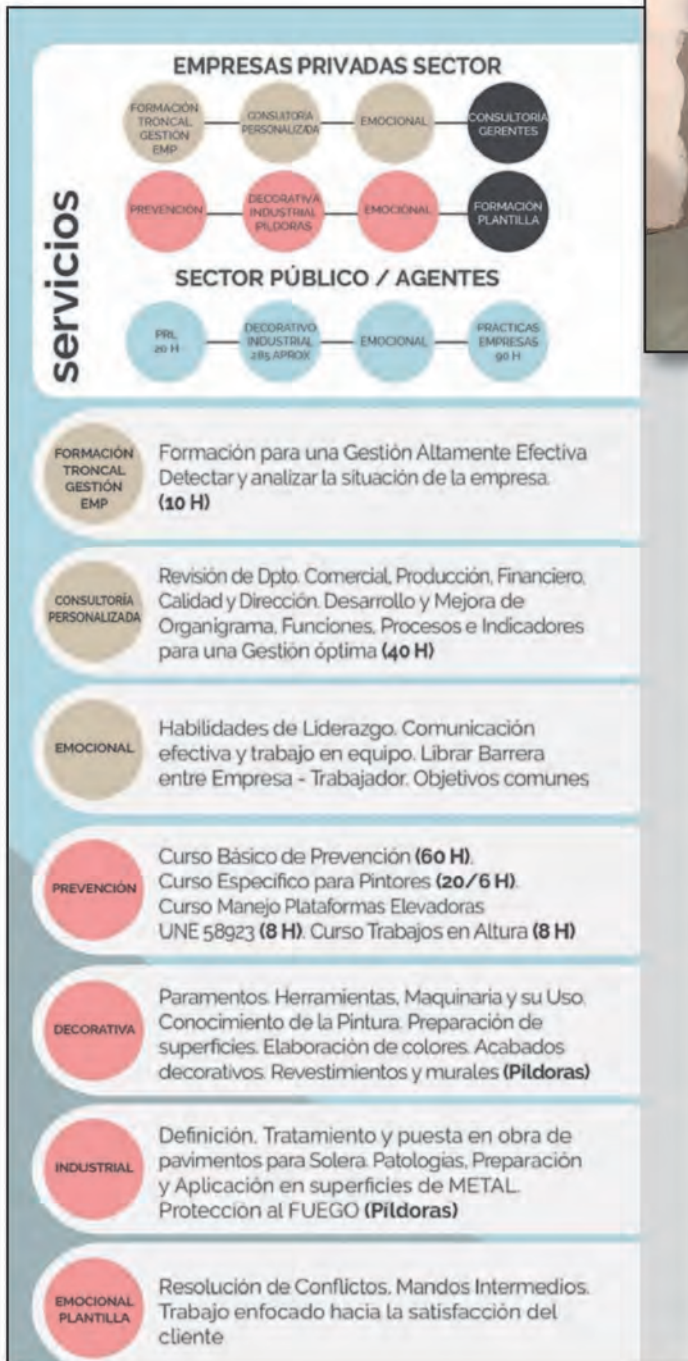 servicios
EMPRESAS PRIVADAS SECTOR
FORMACIÓN
TRONCAL
GESTIÓN
EMP
CONSULTORÍA
PERSONALIZADA
EMOCIONAL
CONSULTORÍA
GERENTES
PREVENCIÓN
DECORATIVA
INDUSTRIAL
PÍLDORAS
EMOCIONAL
FORMACIÓN
PLANTILLA
SECTOR PÚBLICO / AGENTES
PRL
20 H
DECORATIVO
INDUSTRIAL
285 APROX
EMOCIONAL
PRÁCTICAS
EMPRESAS
90 H
FORMACIÓN
TRONCAL
GESTIÓN
EMP
Formación para una Gestión Altamente Efectiva
Detectar y analizar la situación de la empresa.
(10 H)
CONSULTORÍA
PERSONALIZADA
Revisión de Dpto. Comercial, Producción, Financiero,
Calidad y Dirección. Desarrollo y Mejora de
Organigrama, Funciones, Procesos e Indicadores
para una Gestión óptima (40 H)
EMOCIONAL
Habilidades de Liderazgo. Comunicación
efectiva y trabajo en equipo. Librar Barrera
entre Empresa - Trabajador. Objetivos comunes
PREVENCIÓN
Curso Básico de Prevención (60 H).
Curso Específico para Pintores (20/6 H).
Curso Manejo Plataformas Elevadoras
UNE 58923 (8 H). Curso Trabajos en Altura (8 H)
DECORATIVA
Paramentos. Herramientas, Maquinaria y su Uso.
Conocimiento de la Pintura. Preparación de
superficies. Elaboración de colores. Acabados
decorativos. Revestimientos y murales (Píldoras)
INDUSTRIAL
Definición, Tratamiento y puesta en obra de
pavimentos para Solera. Patologías, Preparación
y Aplicación en superficies de METAL.
Protección al FUEGO (Píldoras)
EMOCIONAL
PLANTILLA
Resolución de Conflictos. Mandos Intermedios.
Trabajo enfocado hacia la satisfacción del
cliente